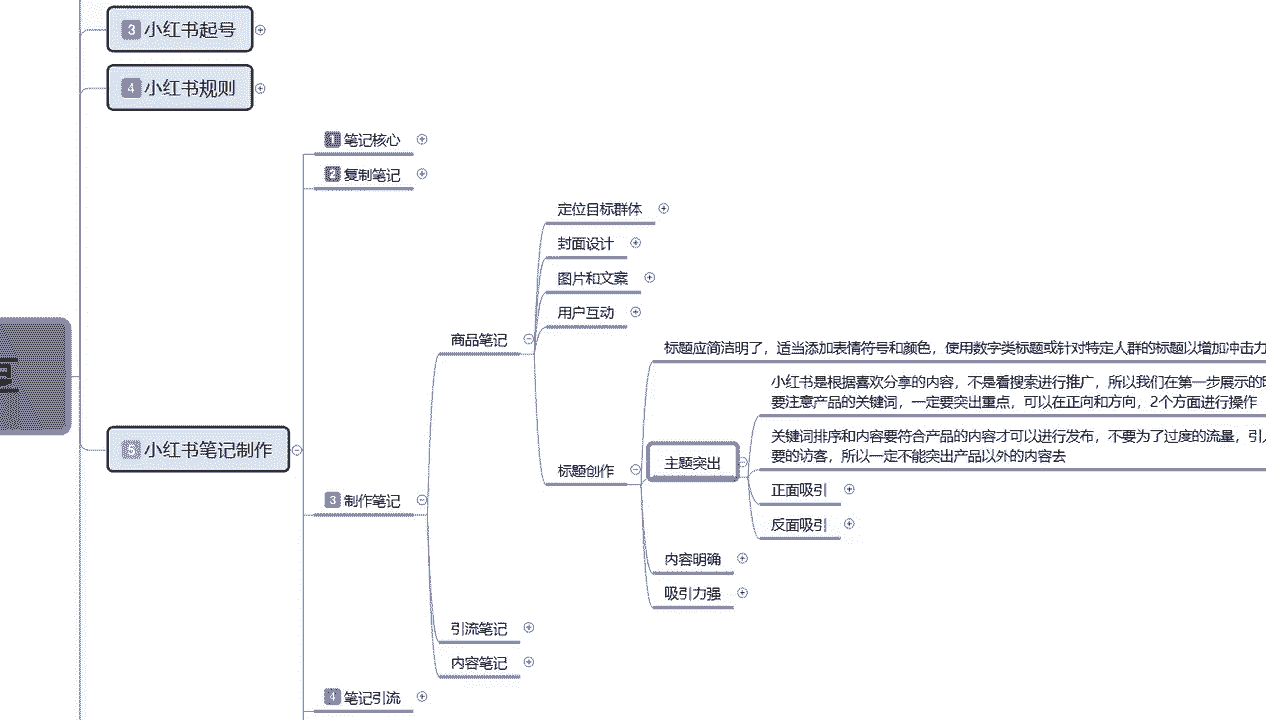 3 小红书起号
4 小红书规则
1 笔记核心
2 复制笔记
定位目标群体
封面设计
图片和文案
用户互动
商品笔记
标题应简洁明了，适当添加表情符号和颜色，使用数字类标题或针对特定人群的标题以增加冲击力
小红书是根据喜欢分享的内容，不是看搜索进行推广，所以我们在第一步展示的
要注意产品的关键词，一定要突出重点，可以在正向和方向，2个方面进行操作
关键词排序和内容要符合产品的内容才可以进行发布，不要为了过度的流量，引
要的访客，所以一定不能突出产品以外的内容去
5 小红书笔记制作
标题创作
主题突出
正面吸引
3 制作笔记
反面吸引
内容明确
吸引力强
引流笔记
内容笔记
4 笔记引流